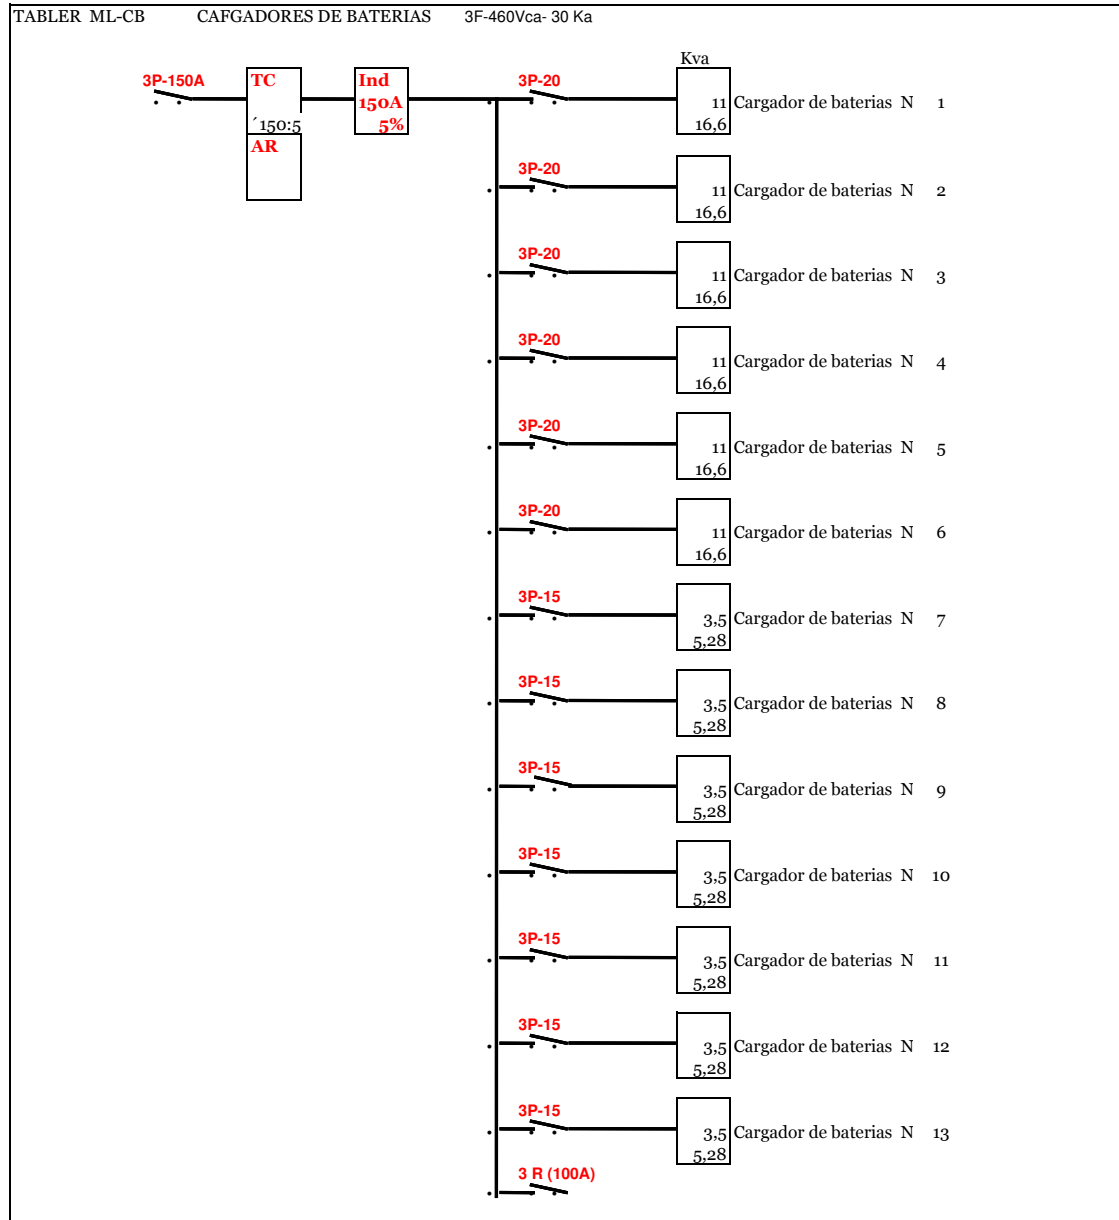 TABLER ML-CB CAFGADORES DE BATERIAS 3F-460Vca- 30 Ka
Kva
3P-150A TC Ind 3P-20
150A 11 Cargador de baterias N 1
´150:5 5% 16,6
AR
3P-20
11 Cargador de baterias N 2
16,6
3P-20
11 Cargador de baterias N 3
16,6
3P-20
11 Cargador de baterias N 4
16,6
3P-20
11 Cargador de baterias N 5
16,6
3P-20
11 Cargador de baterias N 6
16,6
3P-15
3,5 Cargador de baterias N 7
5,28
3P-15
3,5 Cargador de baterias N 8
5,28
3P-15
3,5 Cargador de baterias N 9
5,28
3P-15
3,5 Cargador de baterias N 10
5,28
3P-15
3,5 Cargador de baterias N 11
5,28
3P-15
3,5 Cargador de baterias N 12
5,28
3P-15
3,5 Cargador de baterias N 13
5,28
3 R (100A)